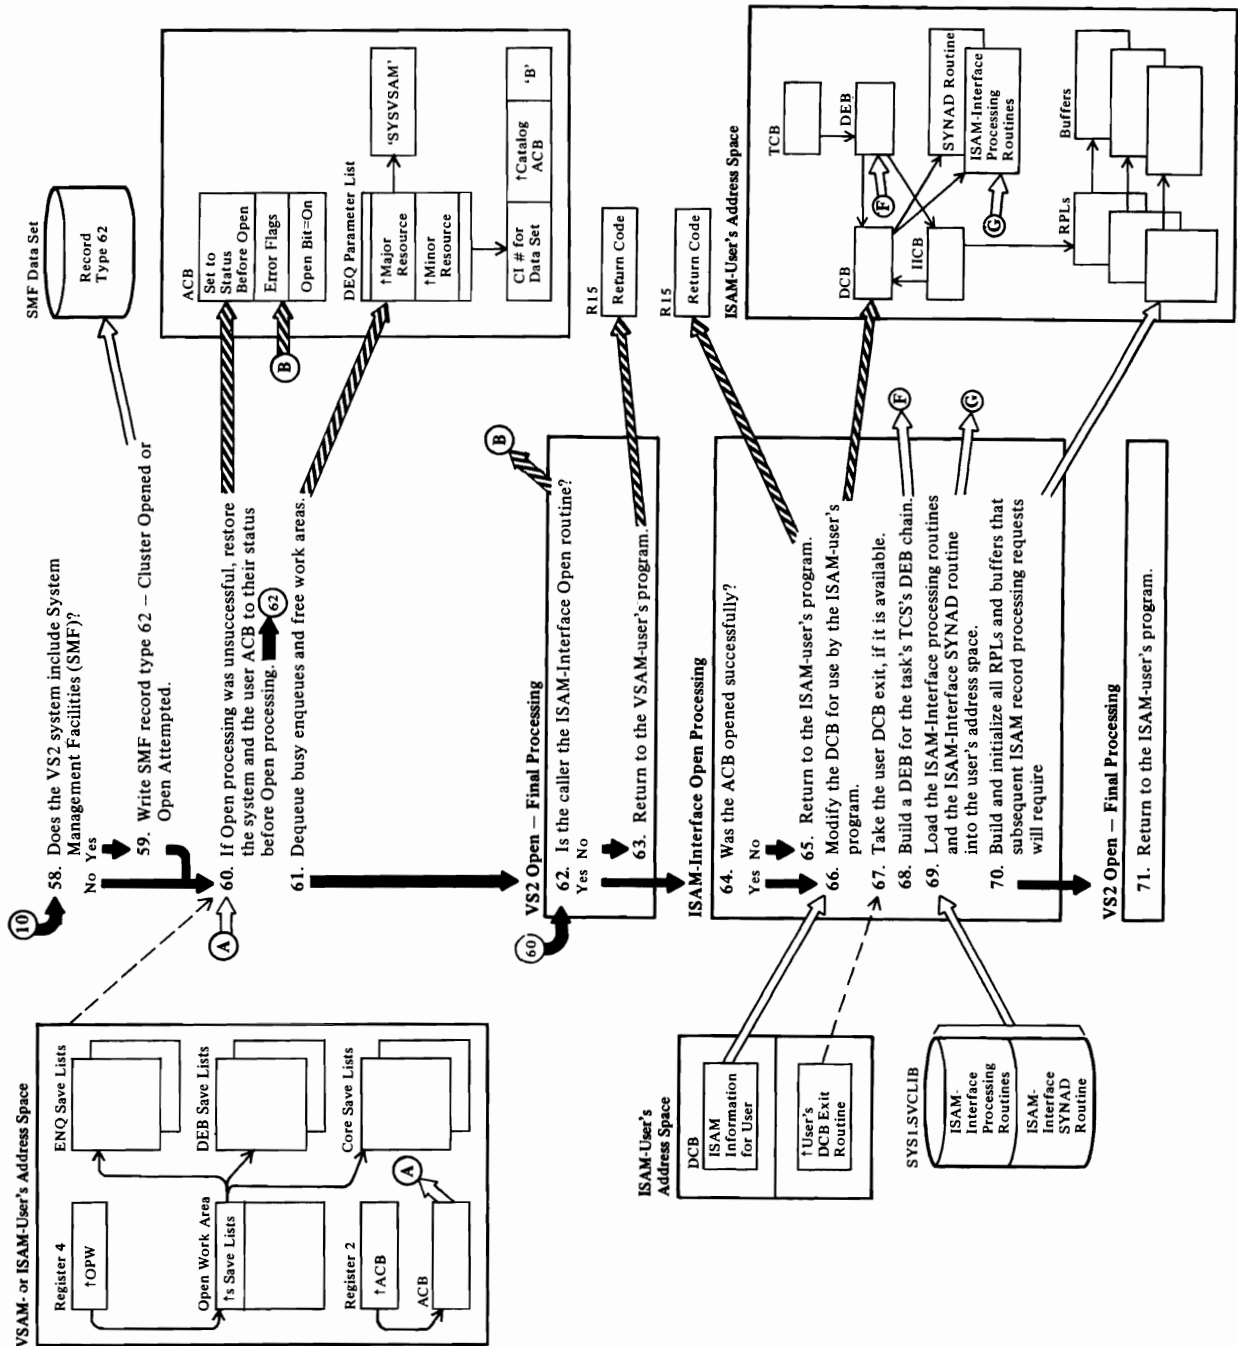 VSAM- or ISAM-User's Address Space
Register 4
↑OPW
Open Work Area
↑s Save Lists
Register 2
↑ACB
ACB
ENQ Save Lists
DEB Save Lists
Core Save Lists
A
10
58. Does the VS2 system include System
Management Facilities (SMF)?
No Yes
59. Write SMF record type 62 — Cluster Opened or
Open Attempted.
A
60. If Open processing was unsuccessful, restore
the system and the user ACB to their status
before Open processing.
62
61. Dequeue busy enqueues and free work areas.
SMF Data Set
Record
Type 62
ACB
Set to
Status
Before Open
Error Flags
Open Bit=On
B
DEQ Parameter List
↑Major
Resource
↑Minor
Resource
'SYSVSAM'
CI # for
Data Set
↑Catalog
ACB
'B'
VS2 Open — Final Processing
60
62. Is the caller the ISAM-Interface Open routine?
Yes No
63. Return to the VSAM-user's program.
B
R15
Return Code
ISAM-Interface Open Processing
64. Was the ACB opened successfully?
Yes No
65. Return to the ISAM-user's program.
66. Modify the DCB for use by the ISAM-user's
program.
67. Take the user DCB exit, if it is available.
68. Build a DEB for the task's TCS's DEB chain.
69. Load the ISAM-Interface processing routines
and the ISAM-Interface SYNAD routine
into the user's address space.
70. Build and initialize all RPLs and buffers that
subsequent ISAM record processing requests
will require
R15
Return Code
F
G
ISAM-User's
Address Space
DCB
ISAM
Information
for User
↑User's
DCB Exit
Routine
SYS1.SVCLIB
ISAM-
Interface
Processing
Routines
ISAM-
Interface
SYNAD
Routine
ISAM-User's Address Space
TCB
DEB
DCB
F
IICB
SYNAD Routine
ISAM-Interface
Processing
Routines
G
RPLs
Buffers
VS2 Open — Final Processing
71. Return to the ISAM-user's program.